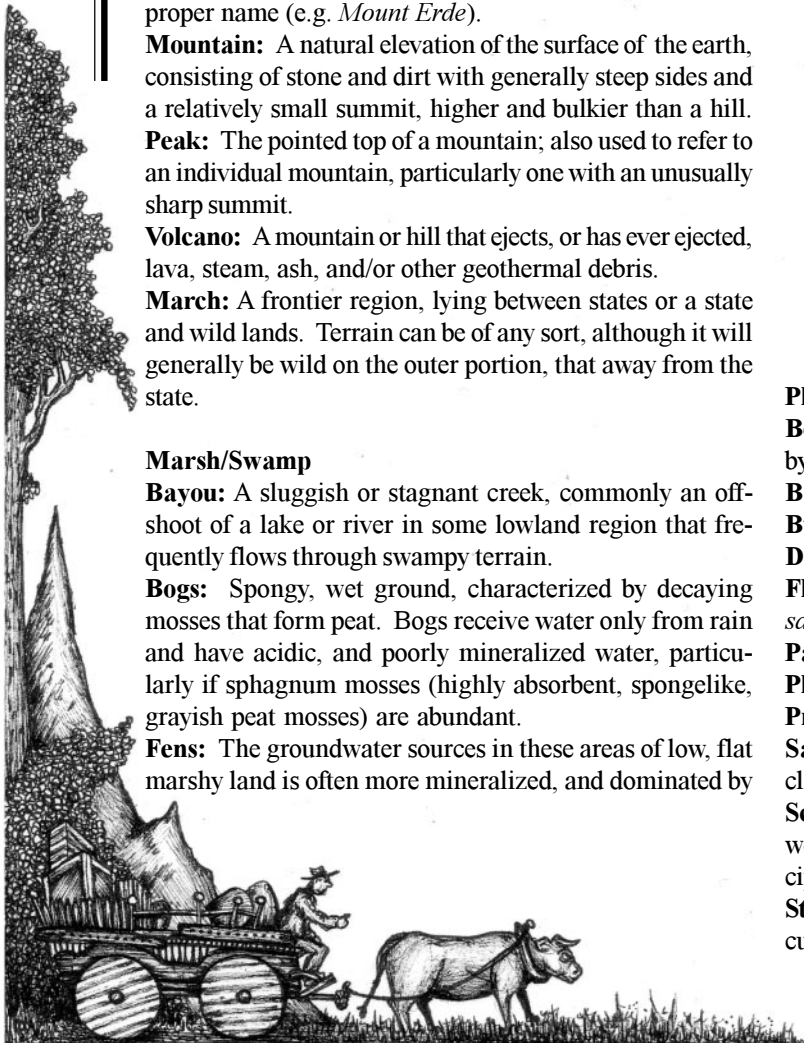 proper name (e.g. Mount Erde).
Mountain: A natural elevation of the surface of the earth,
consisting of stone and dirt with generally steep sides and
a relatively small summit, higher and bulkier than a hill.
Peak: The pointed top of a mountain; also used to refer to
an individual mountain, particularly one with an unusually
sharp summit.
Volcano: A mountain or hill that ejects, or has ever ejected,
lava, steam, ash, and/or other geothermal debris.
March: A frontier region, lying between states or a state
and wild lands. Terrain can be of any sort, although it will
generally be wild on the outer portion, that away from the
state.
Marsh/Swamp
Bayou: A sluggish or stagnant creek, commonly an off-
shoot of a lake or river in some lowland region that fre-
quently flows through swampy terrain.
Bogs: Spongy, wet ground, characterized by decaying
mosses that form peat. Bogs receive water only from rain
and have acidic, and poorly mineralized water, particu-
larly if sphagnum mosses (highly absorbent, spongelike,
grayish peat mosses) are abundant.
Fens: The groundwater sources in these areas of low, flat
marshy land is often more mineralized, and dominated by